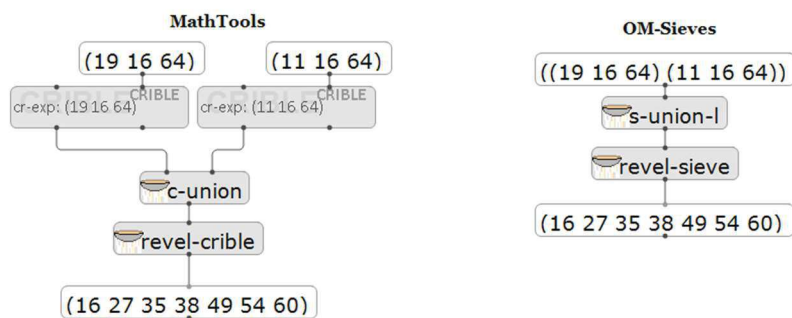 MathTools
(19 16 64)
(11 16 64)
CRIBLE
CRIBLE
cr-exp: (19 16 64)
CRIBLE
CRIBLE
cr-exp: (11 16 64)
c-union
revel-crible
(16 27 35 38 49 54 60)
OM-Sieves
((19 16 64) (11 16 64))
s-union-l
revel-sieve
(16 27 35 38 49 54 60)